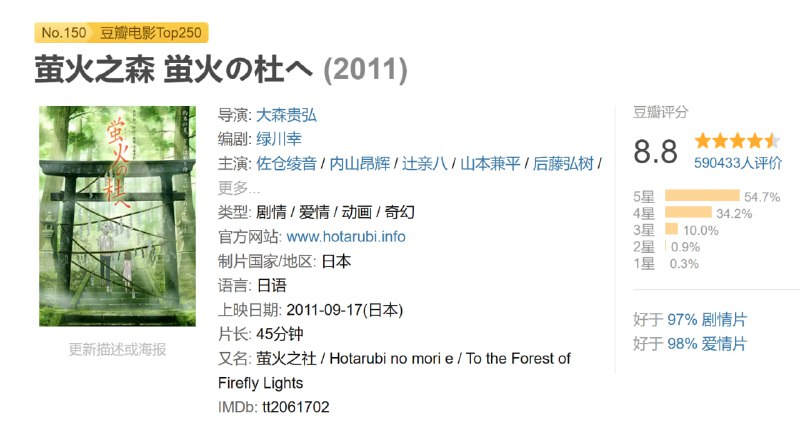 No.150 豆瓣电影Top250
萤火之森 蛍火の杜へ (2011)
蛍火の杜へ
导演: 大森贵弘
编剧: 绿川幸
主演: 佐仓绫音 / 内山昂辉 / 辻亲八 / 山本兼平 / 后藤弘树 /
更多...
类型: 剧情 / 爱情 / 动画 / 奇幻
官方网站: www.hotarubi.info
制片国家/地区: 日本
语言: 日语
上映日期: 2011-09-17(日本)
片长: 45分钟
又名: 萤火之社 / Hotarubi no mori e / To the Forest of
Firefly Lights
IMDb: tt2061702
更新描述或海报
豆瓣评分
8.8
590433人评价
5星 54.7%
4星 34.2%
3星 10.0%
2星 0.9%
1星 0.3%
好于 97% 剧情片
好于 98% 爱情片